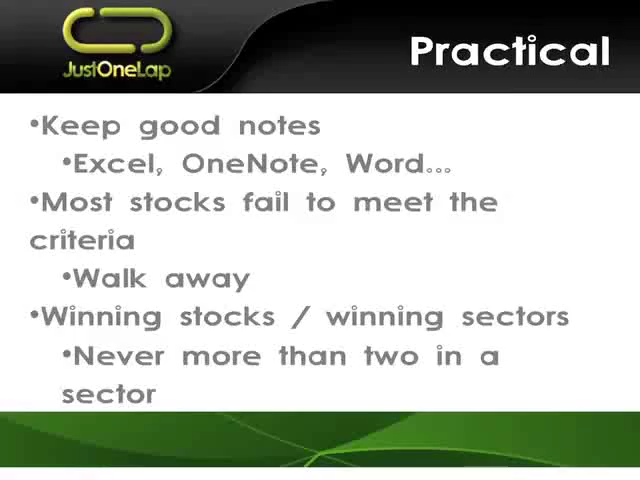 JustOneLap
Practical
•Keep good notes
•Excel, OneNote, Word...
•Most stocks fail to meet the
criteria
•Walk away
•Winning stocks / winning sectors
•Never more than two in a
sector